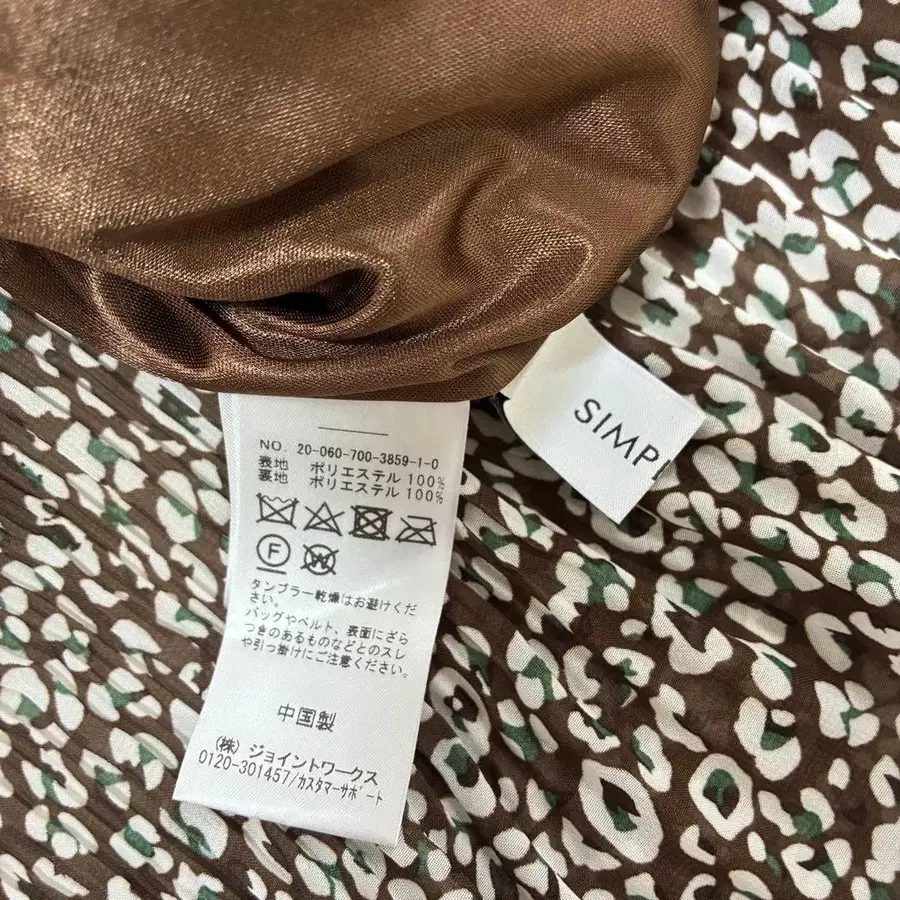 NO. 20-060-700-3859-1-0
表地 ポリエステル 100%
裏地 ポリエステル 100%
F
W
タンブラー乾燥はお避けくだ
さい。
バッグやベルト、表面にざら
つきのあるものなどとのスレ
や引っ掛けにご注意ください。
中国製
(株) ジョイントワークス
0120-301457/カスタマーサポート
SIMPL